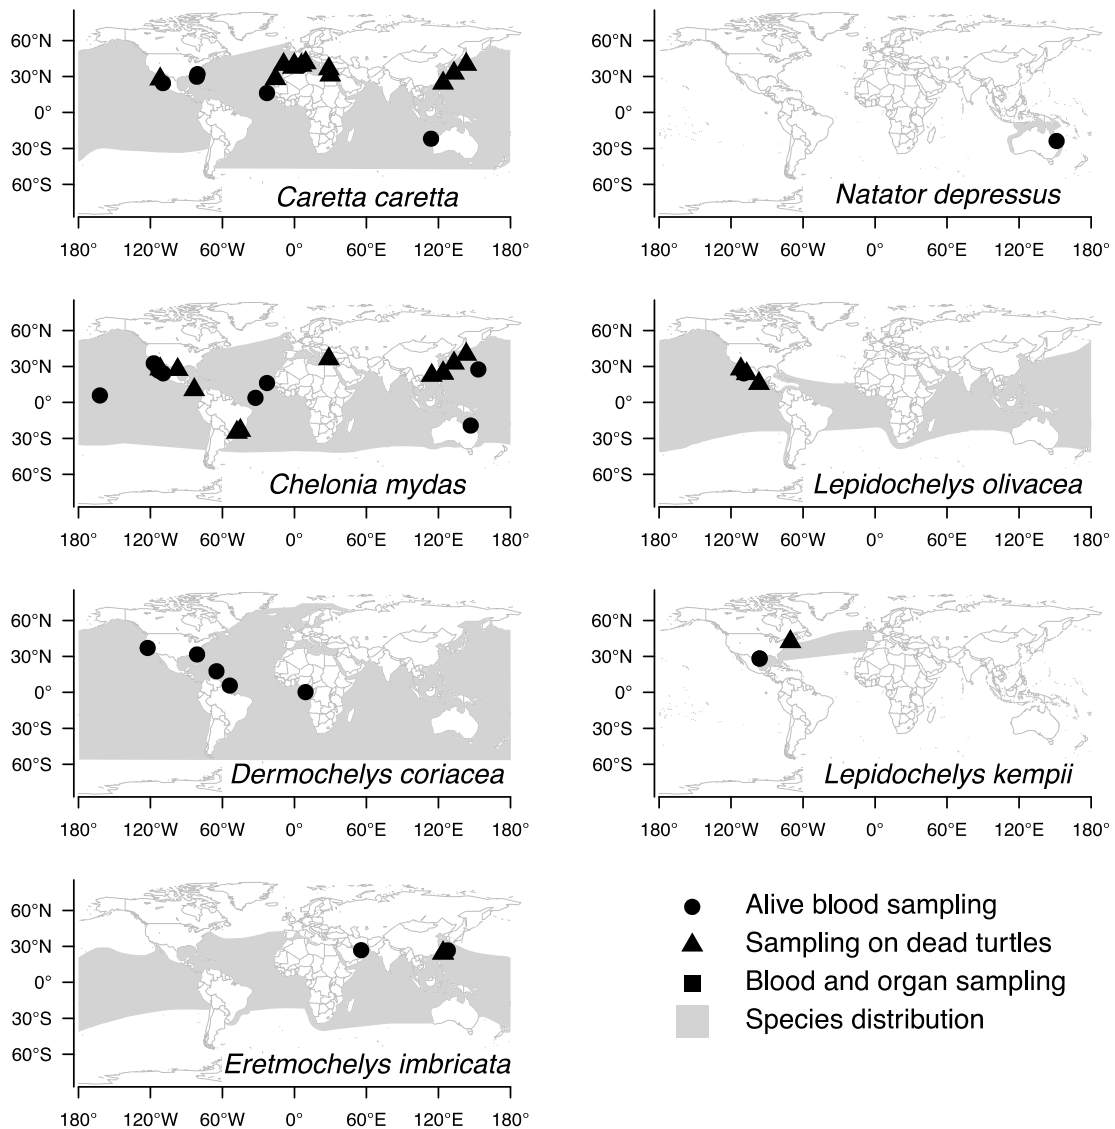 60°N
30°N
0°
30°S
60°S
Caretta caretta
180° 120°W 60°W 0° 60°E 120°E 180°
60°N
30°N
0°
30°S
60°S
Natator depressus
180° 120°W 60°W 0° 60°E 120°E 180°
60°N
30°N
0°
30°S
60°S
Chelonia mydas
180° 120°W 60°W 0° 60°E 120°E 180°
60°N
30°N
0°
30°S
60°S
Lepidochelys olivacea
180° 120°W 60°W 0° 60°E 120°E 180°
60°N
30°N
0°
30°S
60°S
Dermochelys coriacea
180° 120°W 60°W 0° 60°E 120°E 180°
60°N
30°N
0°
30°S
60°S
Lepidochelys kempii
180° 120°W 60°W 0° 60°E 120°E 180°
60°N
30°N
0°
30°S
60°S
Eretmochelys imbricata
180° 120°W 60°W 0° 60°E 120°E 180°
Alive blood sampling
Sampling on dead turtles
Blood and organ sampling
Species distribution